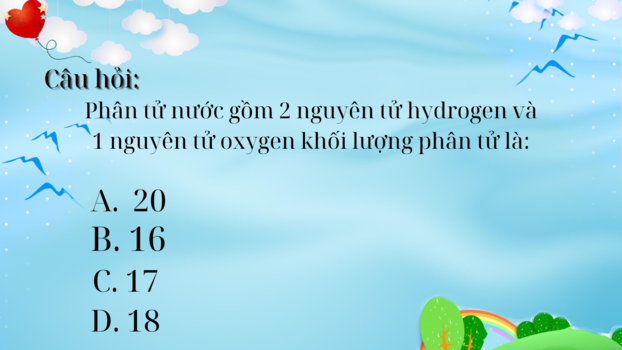 Câu hỏi:
Phân tử nước gồm 2 nguyên tử hydrogen và
1 nguyên tử oxygen khối lượng phân tử là:
A. 20
B. 16
C. 17
D. 18